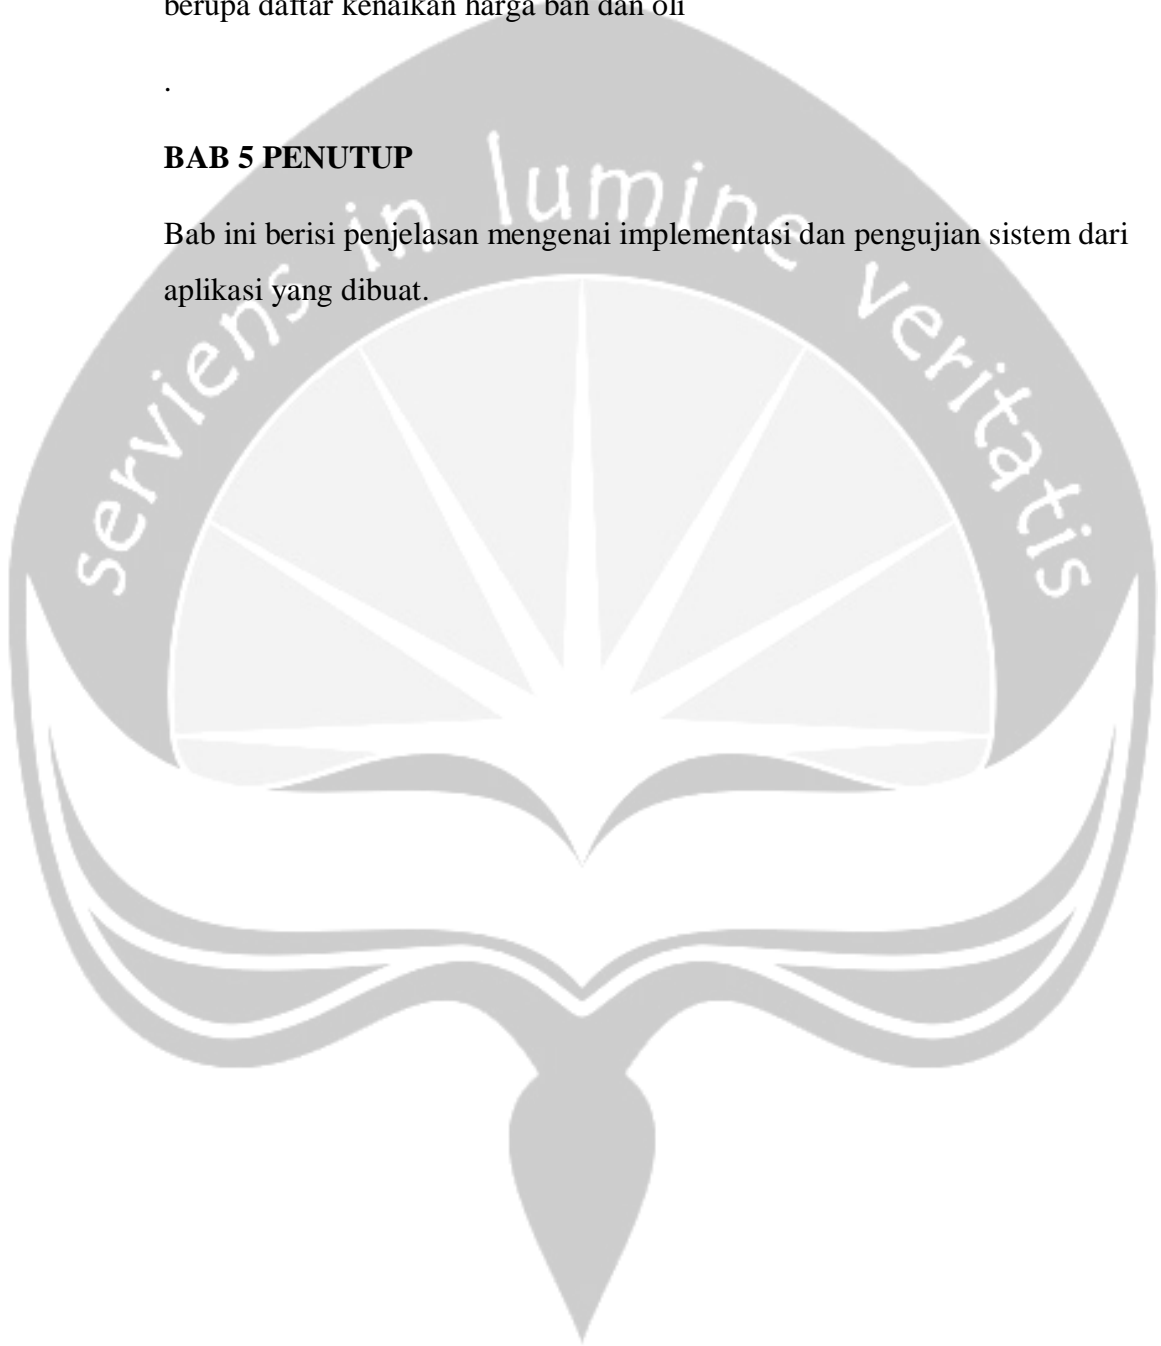 berupa daftar kenaikan harga ban dan oli
.
BAB 5 PENUTUP
Bab ini berisi penjelasan mengenai implementasi dan pengujian sistem dari
aplikasi yang dibuat.
serviens in lumine veritatis